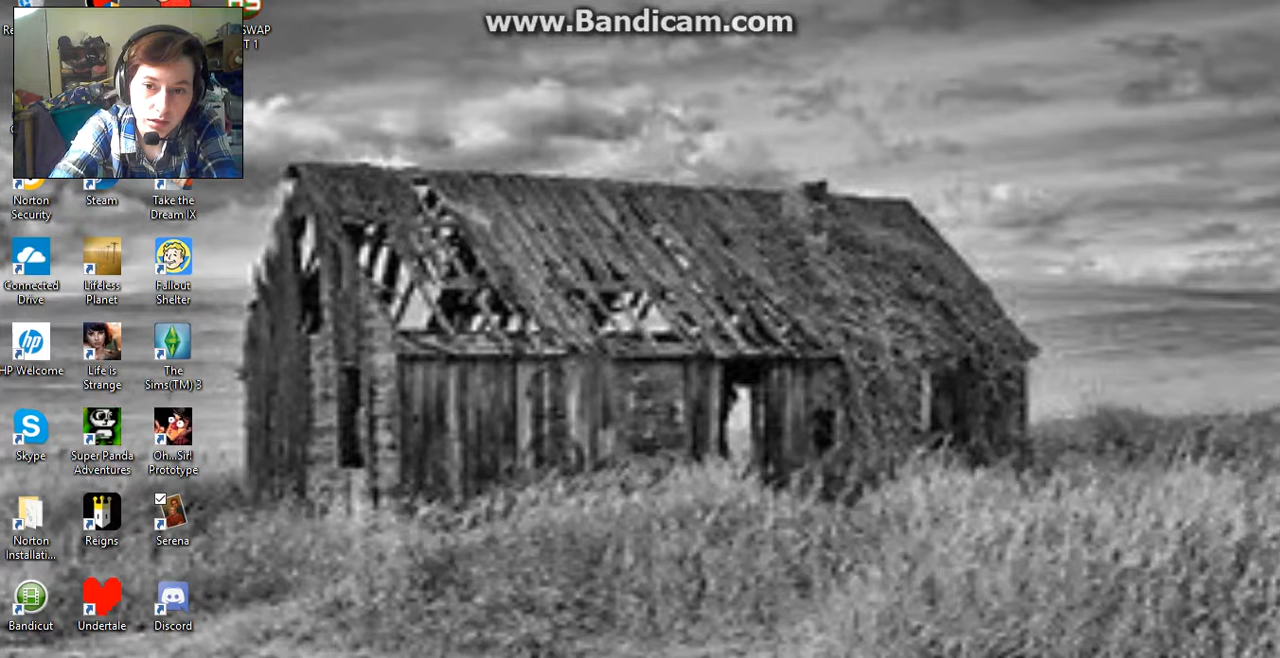 www.Bandicam.com
Re
SWAP
T 1
Norton
Security
Steam
Take the
Dream IX
Connected
Drive
Lifeless
Planet
Fallout
Shelter
hp
HP Welcome
Life is
Strange
The
Sims(TM) 3
S
Skype
Super Panda
Adventures
Oh...Sir!
Prototype
Norton
Installati...
Reigns
Serena
Bandicut
Undertale
Discord